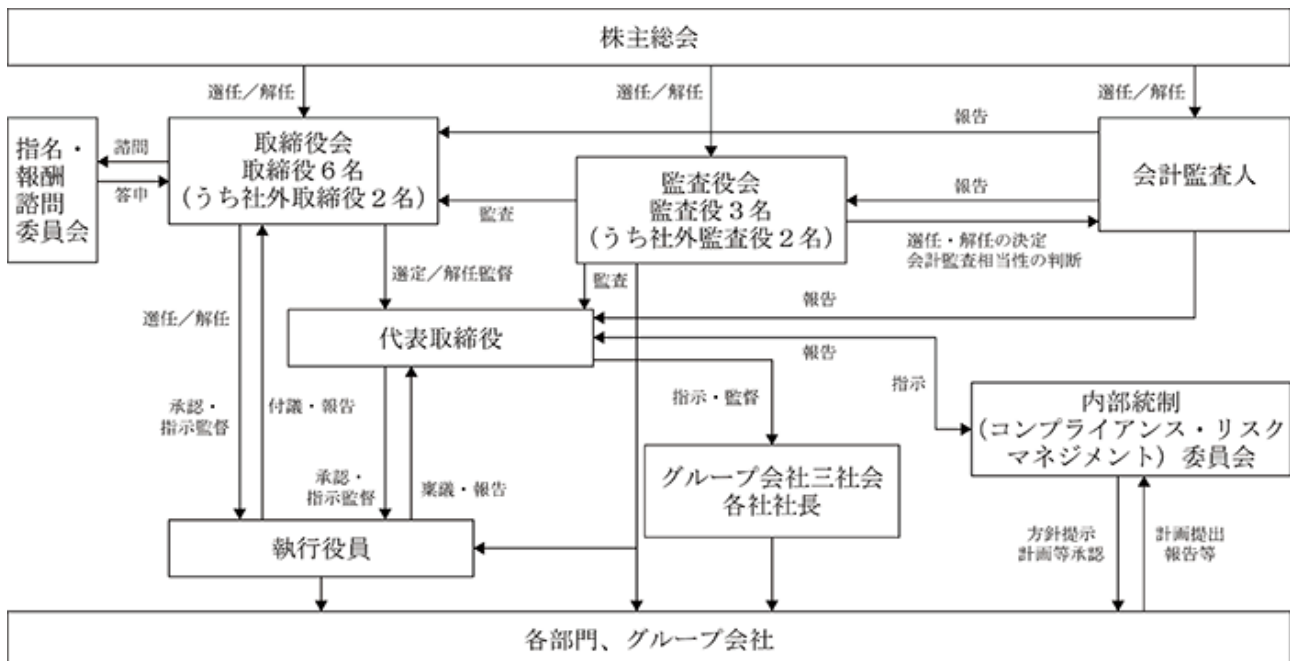 株主総会
選任／解任
選任／解任
選任／解任
指名・
報酬
諮問
委員会
諮問
答申
取締役会
取締役６名
(うち社外取締役２名)
報告
監査役会
監査役３名
(うち社外監査役２名)
監査
報告
会計監査人
選任・解任の決定
会計監査相当性の判断
選定／解任監督
監査
選任／解任
報告
代表取締役
報告
指示
指示・監督
承認・
指示監督
付議・報告
内部統制
(コンプライアンス・リスク
マネジメント) 委員会
グループ会社三社会
各社社長
承認・
指示監督
稟議・報告
執行役員
方針提示
計画等承認
計画提出
報告等
各部門、グループ会社